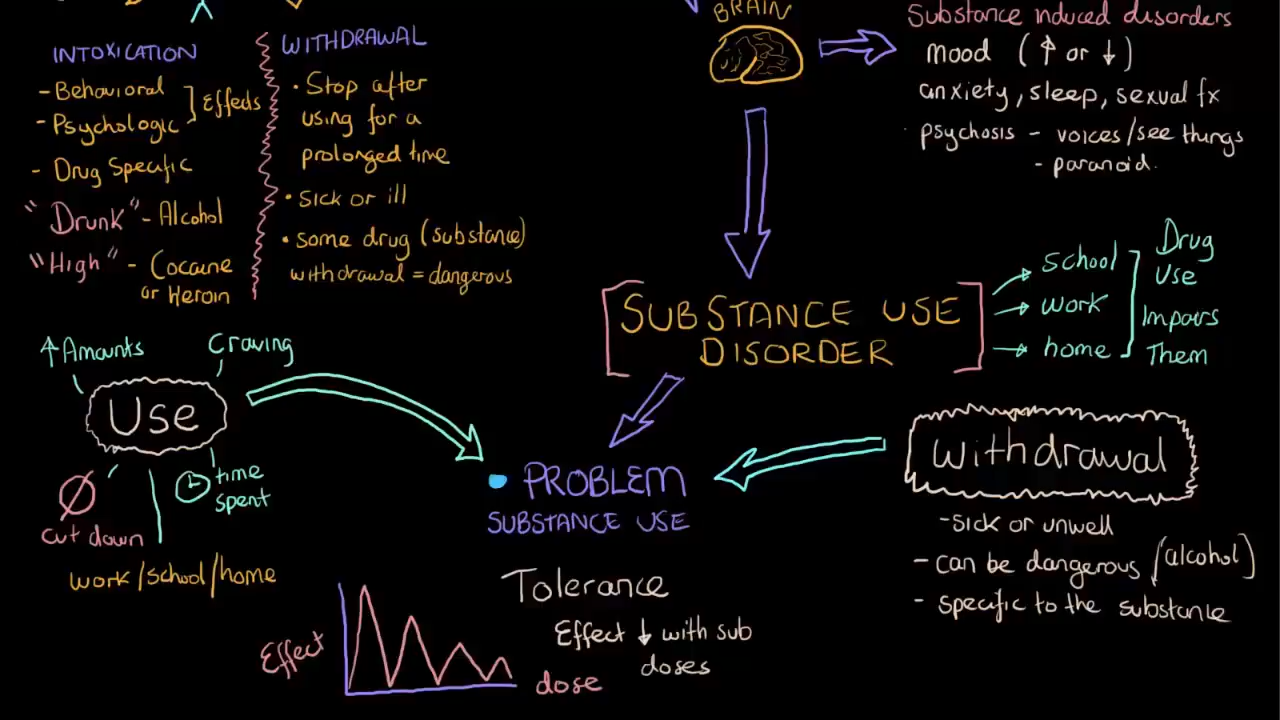 INTOXICATION
- Behavioral
- Psychologic
] Effects
- Drug Specific
"Drunk" - Alcohol
"High" - Cocaine
or Heroin
WITHDRAWAL
• Stop after
using for a
prolonged time
• Sick or ill
• Some drug (substance)
withdrawal = dangerous
BRAIN
Substance induced disorders
mood (↑ or ↓)
anxiety, sleep, sexual fx
psychosis - voices/see things
- paranoid.
[SUBSTANCE USE
DISORDER]
school
work
home
Drug
Use
Impairs
Them
↑ Amounts
Craving
Use
cut down
time
spent
work/school/home
• PROBLEM
SUBSTANCE USE
Withdrawal
- sick or unwell
- can be dangerous (alcohol)
- specific to the substance
Tolerance
Effect ↓ with sub
doses
Effect
dose